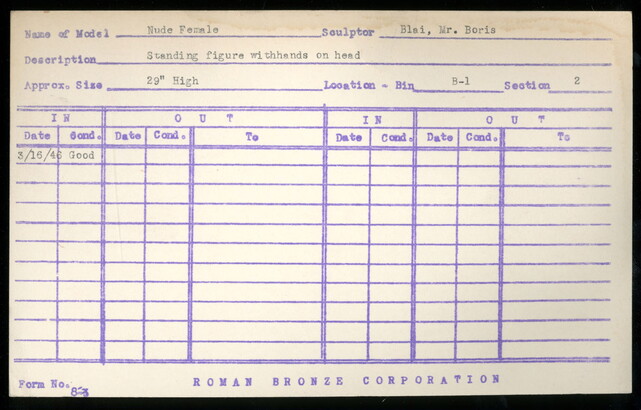 Name of Model Nude Female Sculptor Blai, Mr. Boris
Description Standing figure withhands on head
Approx. Size 29" High Location - Bin B-1 Section 2
IN OUT IN OUT
Date Cond. Date Cond. To Date Cond. Date Cond. To
3/16/46 Good
Form No. 83 ROMAN BRONZE CORPORATION